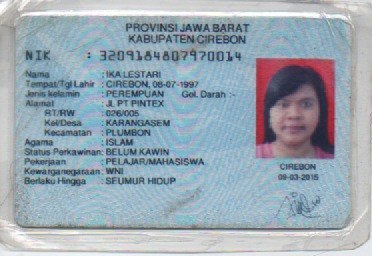 PROVINSI JAWA BARAT
KABUPATEN CIREBON
NIK : 3209184807970014
Nama : IKA LESTARI
Tempat/Tgl Lahir : CIREBON, 08-07-1997
Jenis kelamin : PEREMPUAN Gol. Darah :-
Alamat : JL PT PINTEX
RT/RW : 026/005
Kel/Desa : KARANGASEM
Kecamatan : PLUMBON
Agama : ISLAM
Status Perkawinan: BELUM KAWIN
Pekerjaan : PELAJAR/MAHASISWA
Kewarganegaraan: WNI
Berlaku Hingga : SEUMUR HIDUP
CIREBON
09-03-2015